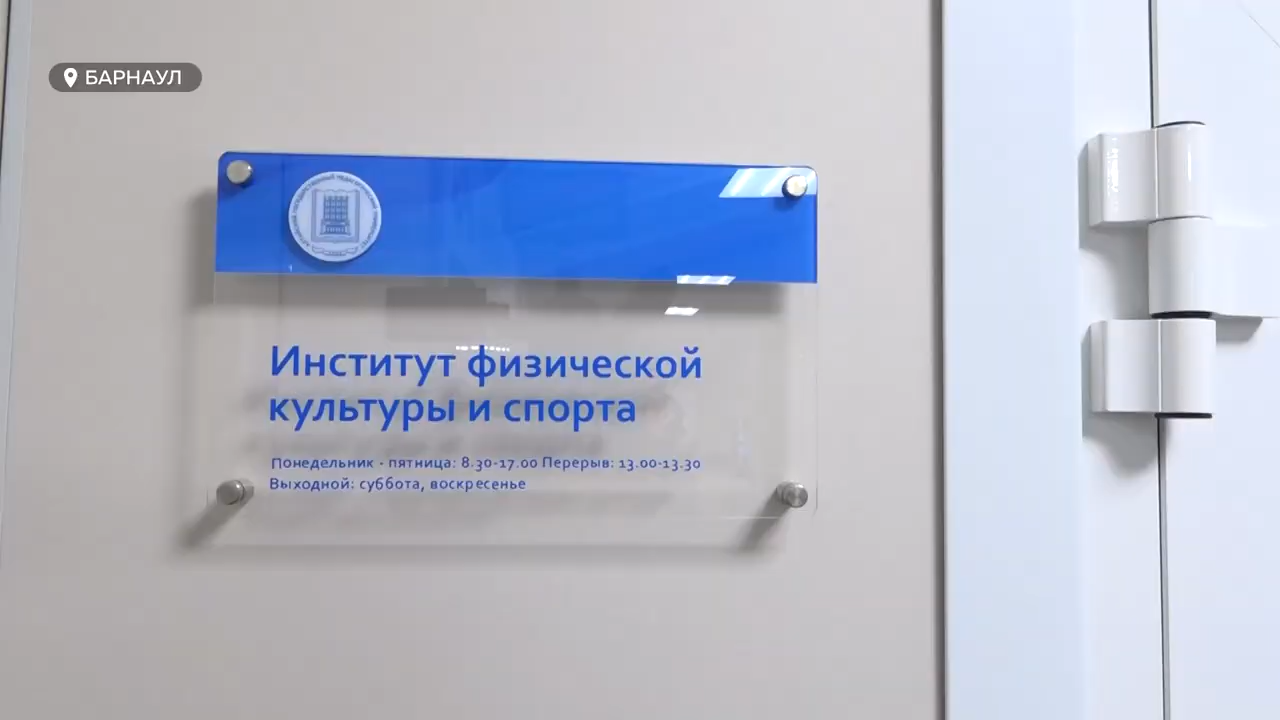 БАРНАУЛ
Институт физической
культуры и спорта
Понедельник - пятница: 8.30-17.00 Перерыв: 13.00-13.30
Выходной: суббота, воскресенье